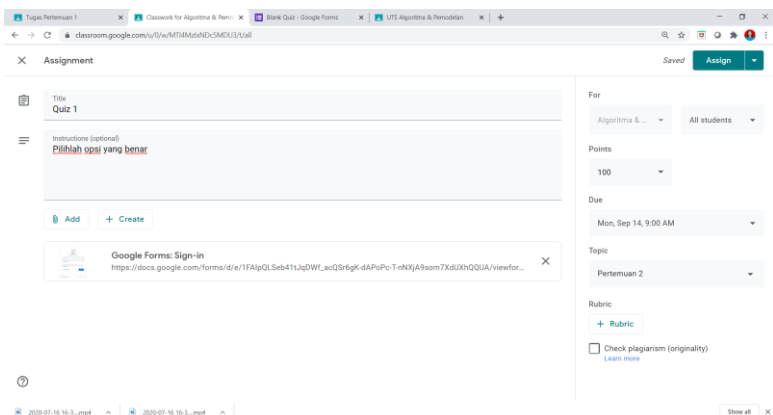 Tugas Pertemuan 2
Classwork for Algoritma & Pemo
Blank Quiz - Google Forms
UTS Algoritma & Pemodelan
classroom.google.com/u/0/w/MTI4MzIxNDc5MDU3/t/all
Assignment
Saved
Assign
Title
Quiz 1
Instructions (optional)
Pilihlah opsi yang benar
Add
+ Create
Google Forms: Sign-in
https://docs.google.com/forms/d/e/1FAIpQLSeb41tJqDWf_acQSr6gK-dAPoPc-T-nNXjA9som7XdUXhQQUA/viewfor...
For
Algoritma & ...
All students
Points
100
Due
Mon, Sep 14, 9:00 AM
Topic
Pertemuan 2
Rubric
+ Rubric
Check plagiarism (originality)
Learn more
2020-07-16 16-3....mp4
2020-07-16 16-3....mp4
Show all